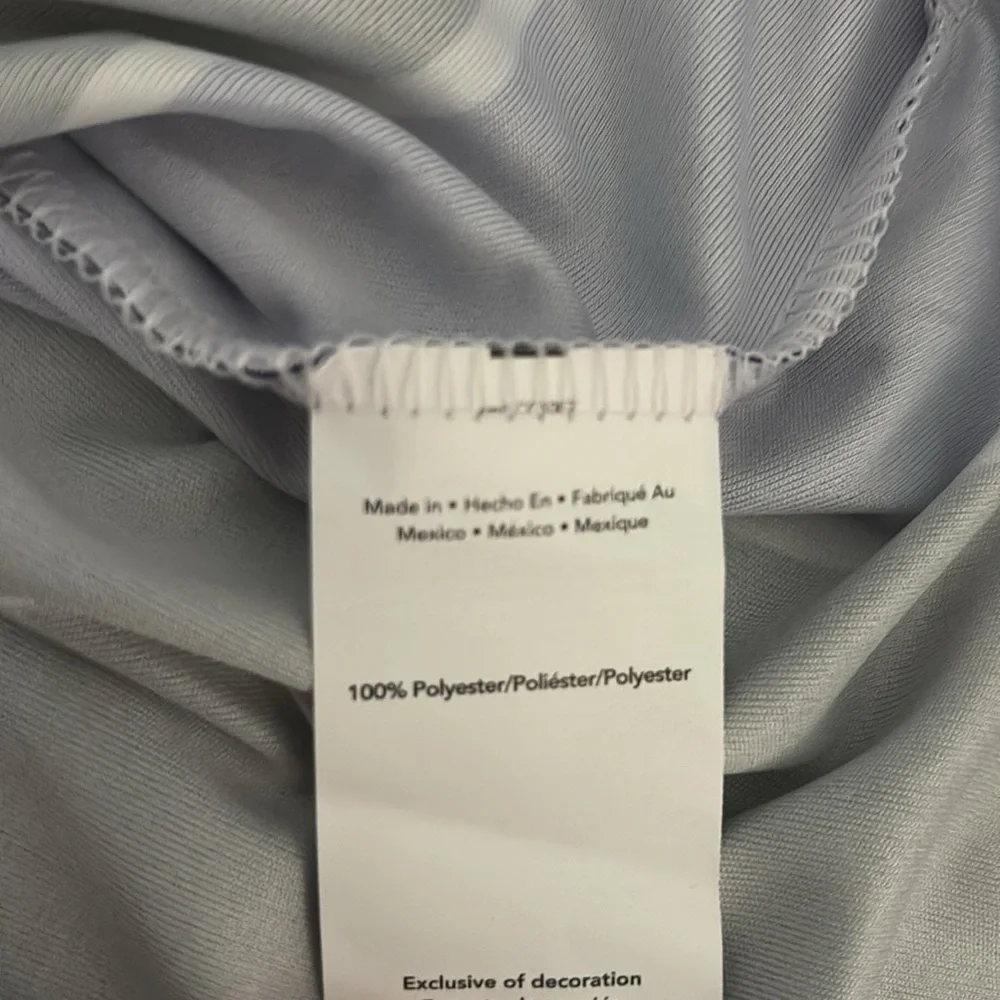 Made in • Hecho En • Fabriqué Au
Mexico • México • Mexique
100% Polyester/Poliéster/Polyester
Exclusive of decoration